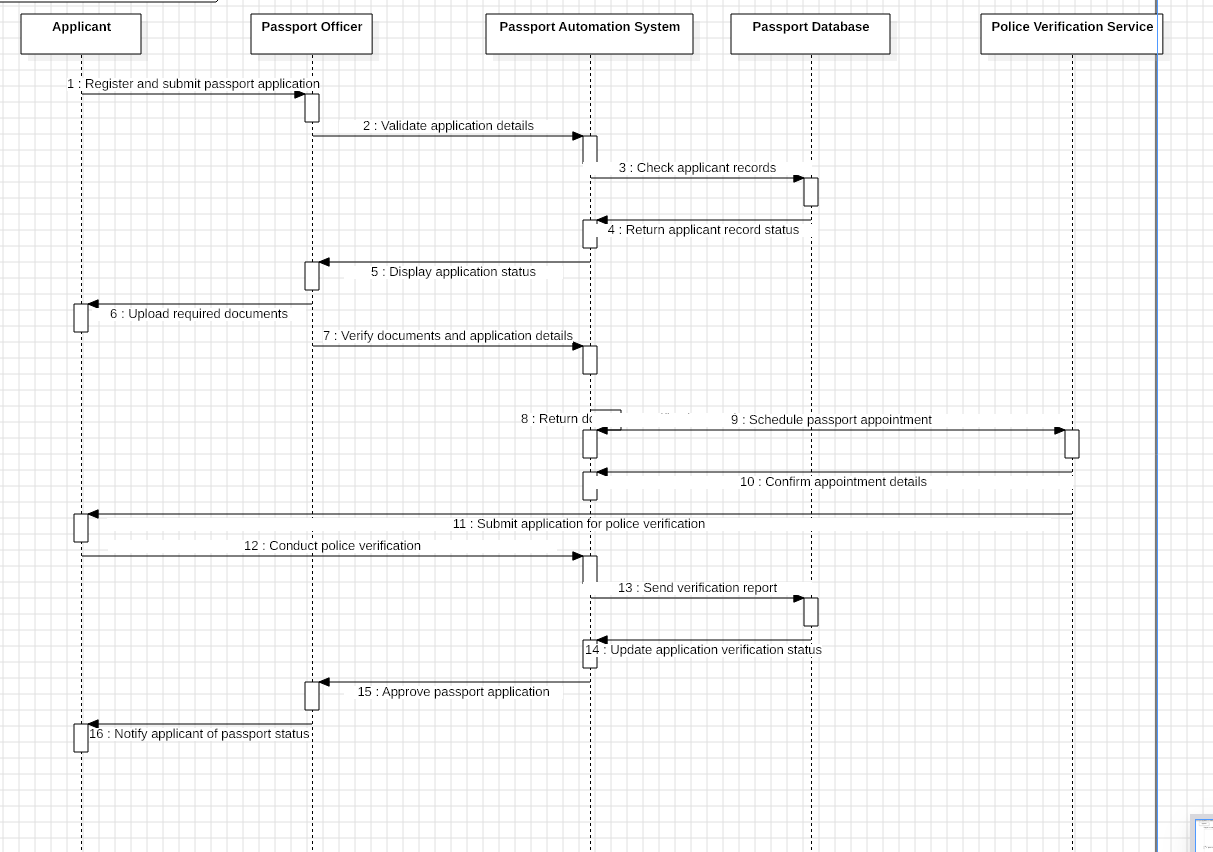 Applicant
Passport Officer
Passport Automation System
Passport Database
Police Verification Service
1 : Register and submit passport application
2 : Validate application details
3 : Check applicant records
4 : Return applicant record status
5 : Display application status
6 : Upload required documents
7 : Verify documents and application details
8 : Return
9 : Schedule passport appointment
10 : Confirm appointment details
11 : Submit application for police verification
12 : Conduct police verification
13 : Send verification report
14 : Update application verification status
15 : Approve passport application
16 : Notify applicant of passport status